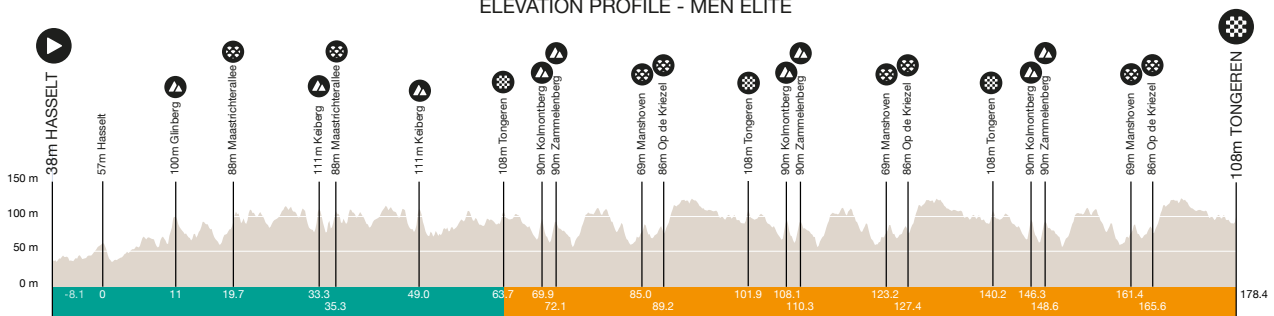 ELEVATION PROFILE - MEN ELITE
38m HASSELT
57m Hasselt
100m Glinberg
88m Maastrichterallee
111m Keiberg
88m Maastrichterallee
111m Keiberg
108m Tongeren
90m Kolmontberg
90m Zammelenberg
69m Manshoven
86m Op de Kriezel
108m Tongeren
90m Kolmontberg
90m Zammelenberg
69m Manshoven
86m Op de Kriezel
108m Tongeren
90m Kolmontberg
90m Zammelenberg
69m Manshoven
86m Op de Kriezel
108m TONGEREN
150 m
100 m
50 m
0 m
-8.1 0 11 19.7 33.3 49.0 63.7 69.9 85.0 101.9 108.1 123.2 140.2 146.3 161.4 178.4
35.3 72.1 89.2 110.3 127.4 148.6 165.6